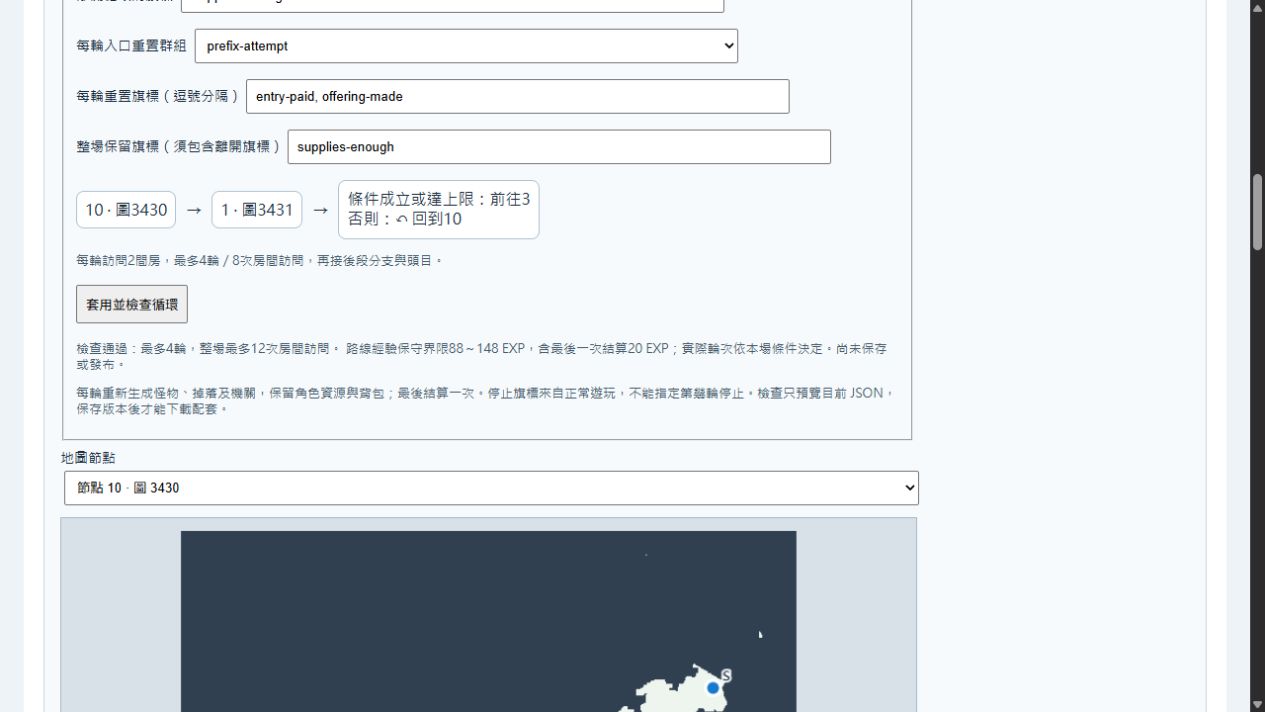 每輪入口重置群組 prefix-attempt
每輪重置旗標（逗號分隔） entry-paid, offering-made
整場保留旗標（須包含離開旗標） supplies-enough
10 · 圖3430 → 1 · 圖3431 → 條件成立或達上限：前往3
否則：↶ 回到10
每輪訪問2間房，最多4輪 / 8次房間訪問，再接後段分支與頭目。
套用並檢查循環
檢查通過：最多4輪，整場最多12次房間訪問。 路線經驗保守界限88～148 EXP，含最後一次結算20 EXP；實際輪次依本場條件決定。尚未保存
或發布。
每輪重新生成怪物、掉落及機關，保留角色資源與背包；最後結算一次。停止旗標來自正常遊玩，不能指定第幾輪停止。檢查只預覽目前 JSON，
保存版本後才能下載配套。
地圖節點
節點 10 · 圖 3430
S